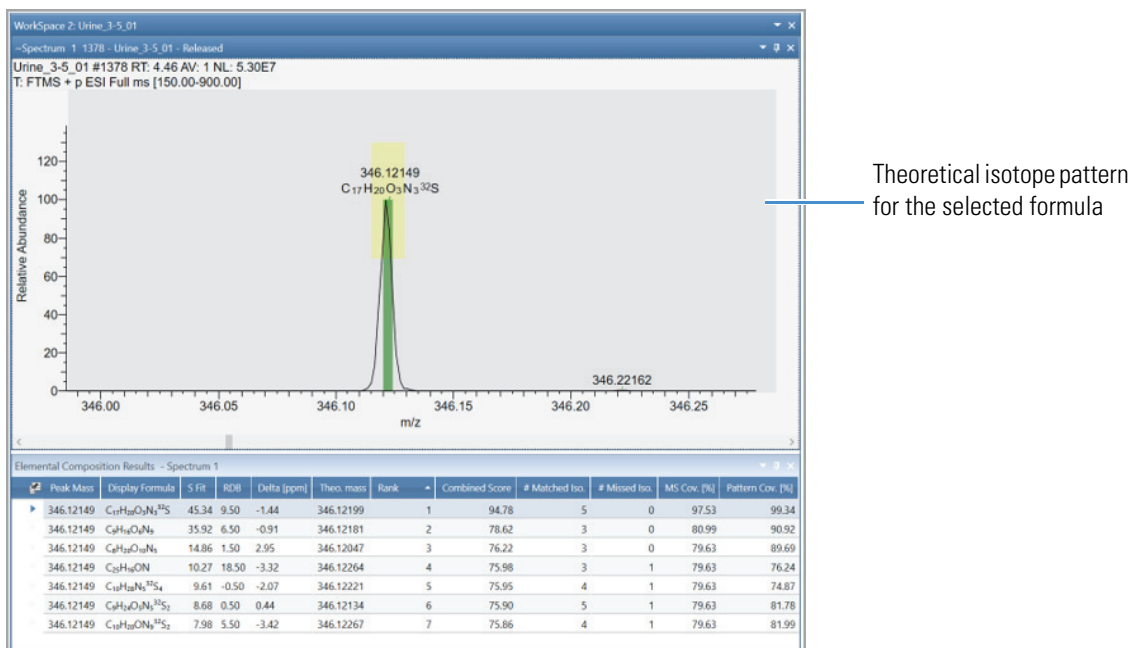 WorkSpace 2: Urine_3-5_01
~Spectrum 1 1378 - Urine_3-5_01 - Released
Urine_3-5_01 #1378 RT: 4.46 AV: 1 NL: 5.30E7
T: FTMS + p ESI Full ms [150.00-900.00]
120
100
80
60
40
20
0
Relative Abundance
346.12149
C₁₇H₂₀O₃N₃³²S
346.22162
346.00 346.05 346.10 346.15 346.20 346.25
m/z
Theoretical isotope pattern
for the selected formula
Elemental Composition Results - Spectrum 1
Peak Mass Display Formula S Fit RDB Delta [ppm] Theo. mass Rank Combined Score # Matched Iso. # Missed Iso. MS Cov. [%] Pattern Cov. [%]
346.12149 C₁₇H₂₀O₃N₃³²S 45.34 9.50 -1.44 346.12199 1 94.78 5 0 97.53 99.34
346.12149 C₉H₁₆O₆N₉ 35.92 6.50 -0.91 346.12181 2 78.62 3 0 80.99 90.92
346.12149 C₈H₂₀O₁₀N₅ 14.86 1.50 2.95 346.12047 3 76.22 3 0 79.63 89.69
346.12149 C₂₅H₁₆ON 10.27 18.50 -3.32 346.12264 4 75.98 3 1 79.63 76.24
346.12149 C₁₀H₂₈N₅³²S₄ 9.61 -0.50 -2.07 346.12221 5 75.95 4 1 79.63 74.87
346.12149 C₉H₂₄O₅N₅³²S₂ 8.68 0.50 0.44 346.12134 6 75.90 5 1 79.63 81.78
346.12149 C₁₀H₂₀ON₉³²S₂ 7.98 5.50 -3.42 346.12267 7 75.86 4 1 79.63 81.99